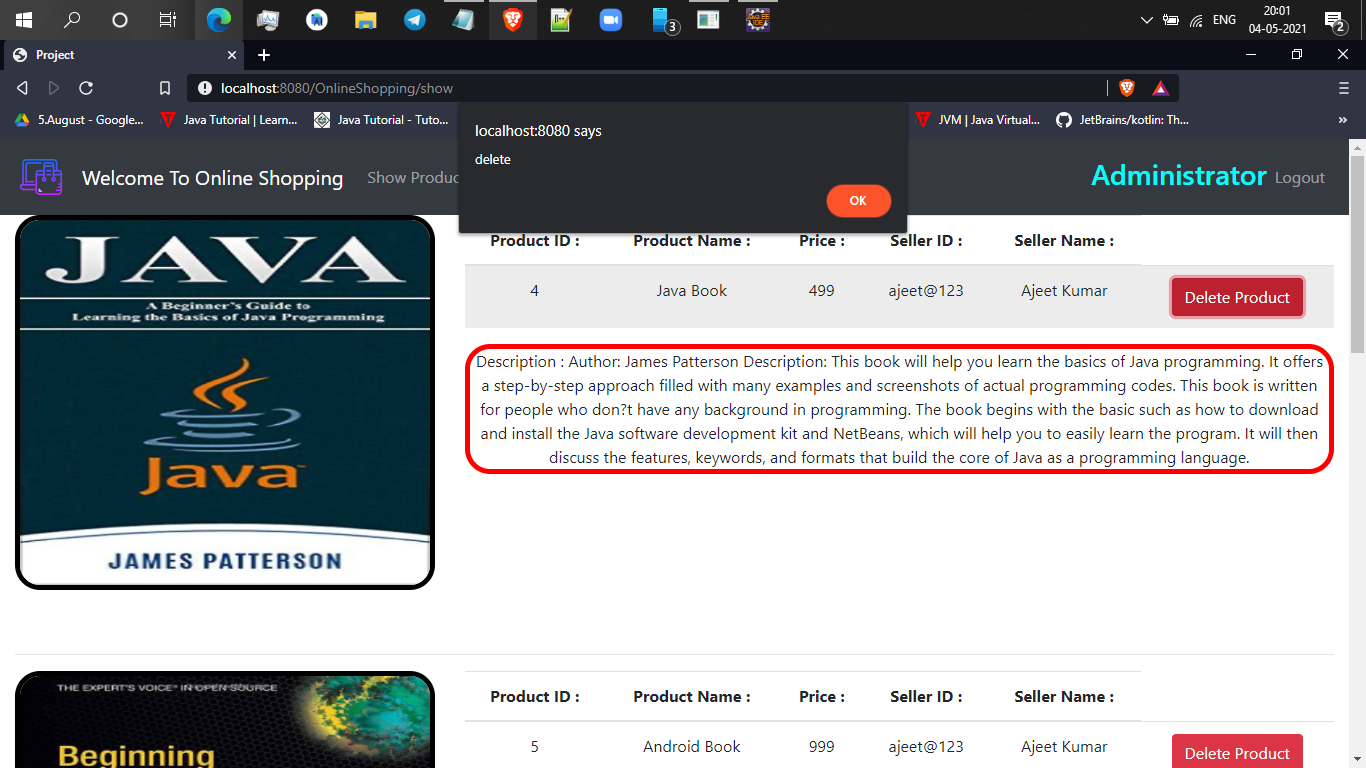 20:01
ENG
04-05-2021
3
2
Project
localhost:8080/OnlineShopping/show
5.August - Google...
Java Tutorial | Learn...
Java Tutorial - Tuto...
JVM | Java Virtual...
JetBrains/kotlin: Th...
»
localhost:8080 says
delete
OK
Welcome To Online Shopping
Show Produc
Administrator
Logout
JAVA
A Beginner's Guide to
Learning the Basics of Java Programming
Java
JAMES PATTERSON
Product ID : Product Name : Price : Seller ID : Seller Name :
4 Java Book 499 ajeet@123 Ajeet Kumar Delete Product
Description : Author: James Patterson Description: This book will help you learn the basics of Java programming. It offers
a step-by-step approach filled with many examples and screenshots of actual programming codes. This book is written
for people who don?t have any background in programming. The book begins with the basic such as how to download
and install the Java software development kit and NetBeans, which will help you to easily learn the program. It will then
discuss the features, keywords, and formats that build the core of Java as a programming language.
THE EXPERT'S VOICE® IN OPEN SOURCE
Beginning
Product ID : Product Name : Price : Seller ID : Seller Name :
5 Android Book 999 ajeet@123 Ajeet Kumar Delete Product